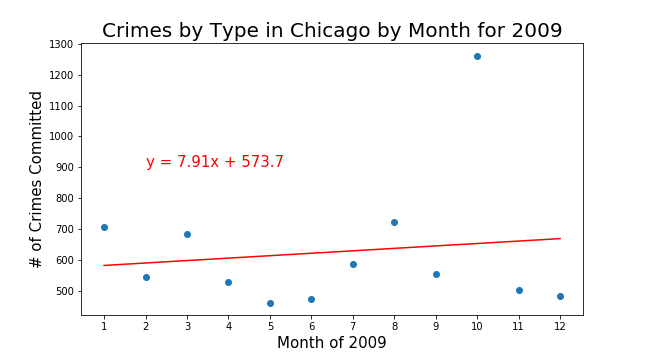 Crimes by Type in Chicago by Month for 2009
1300
1200
1100
1000
900
800
700
600
500
# of Crimes Committed
y = 7.91x + 573.7
1 2 3 4 5 6 7 8 9 10 11 12
Month of 2009